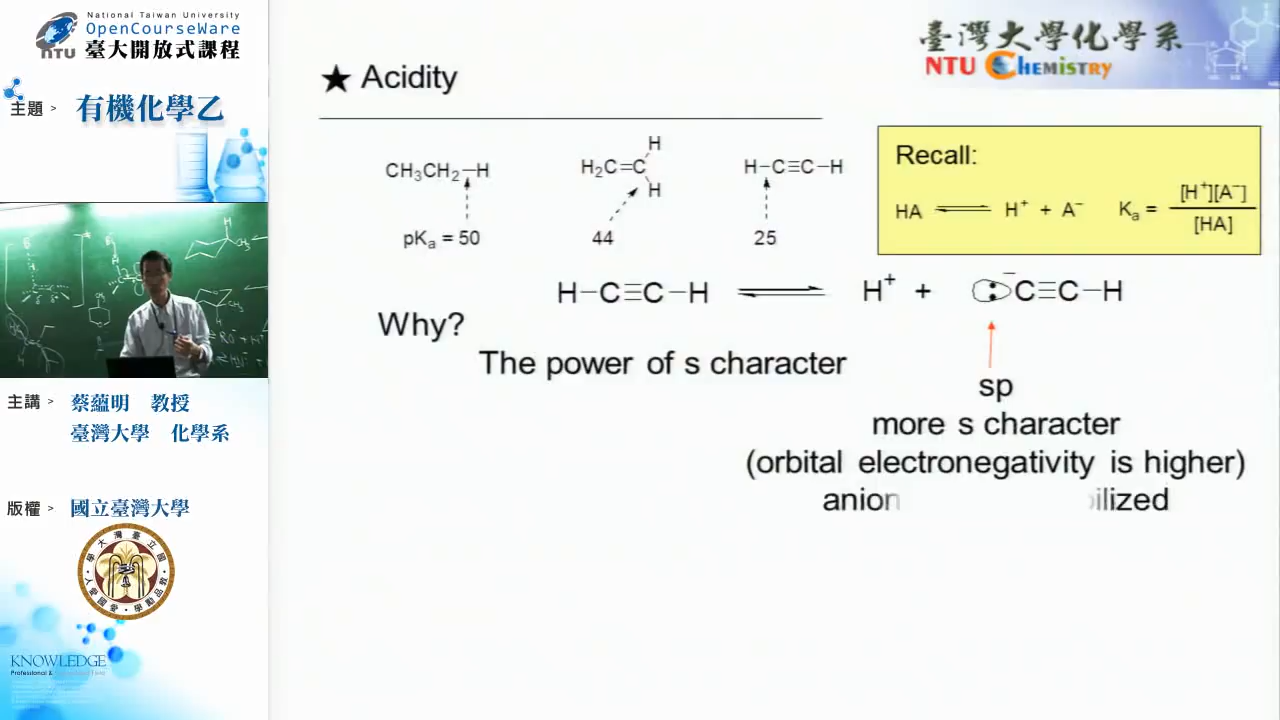 National Taiwan University
OpenCourseWare
NTU 臺大開放式課程
主題 > 有機化學乙
主講 > 蔡蘊明 教授
臺灣大學 化學系
版權 > 國立臺灣大學
KNOWLEDGE
臺灣大學化學系
NTU Chemistry
★ Acidity
CH₃CH₂–H
H₂C=C
H
H
H–C≡C–H
pKa = 50
44
25
Recall:
HA ⇌ H⁺ + A⁻ Ka = [H⁺][A⁻] / [HA]
H–C≡C–H ⇌ H⁺ + :⁻C≡C–H
Why?
The power of s character
sp
more s character
(orbital electronegativity is higher)
anion